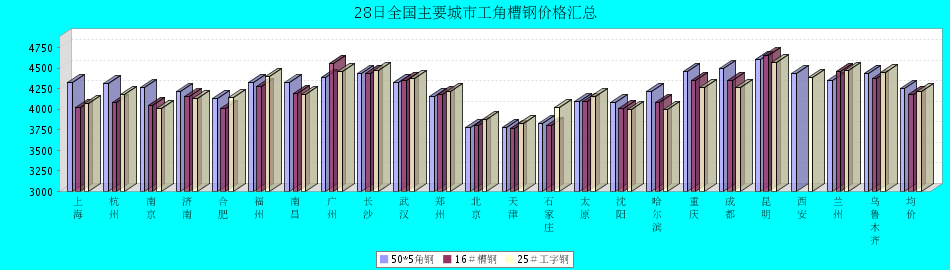 28日全国主要城市工角槽钢价格汇总
4750
4500
4250
4000
3750
3500
3250
3000
上海
杭州
南京
济南
合肥
福州
南昌
广州
长沙
武汉
郑州
北京
天津
石家庄
太原
沈阳
哈尔滨
重庆
成都
昆明
西安
兰州
乌鲁木齐
均价
50*5角钢
16#槽钢
25#工字钢